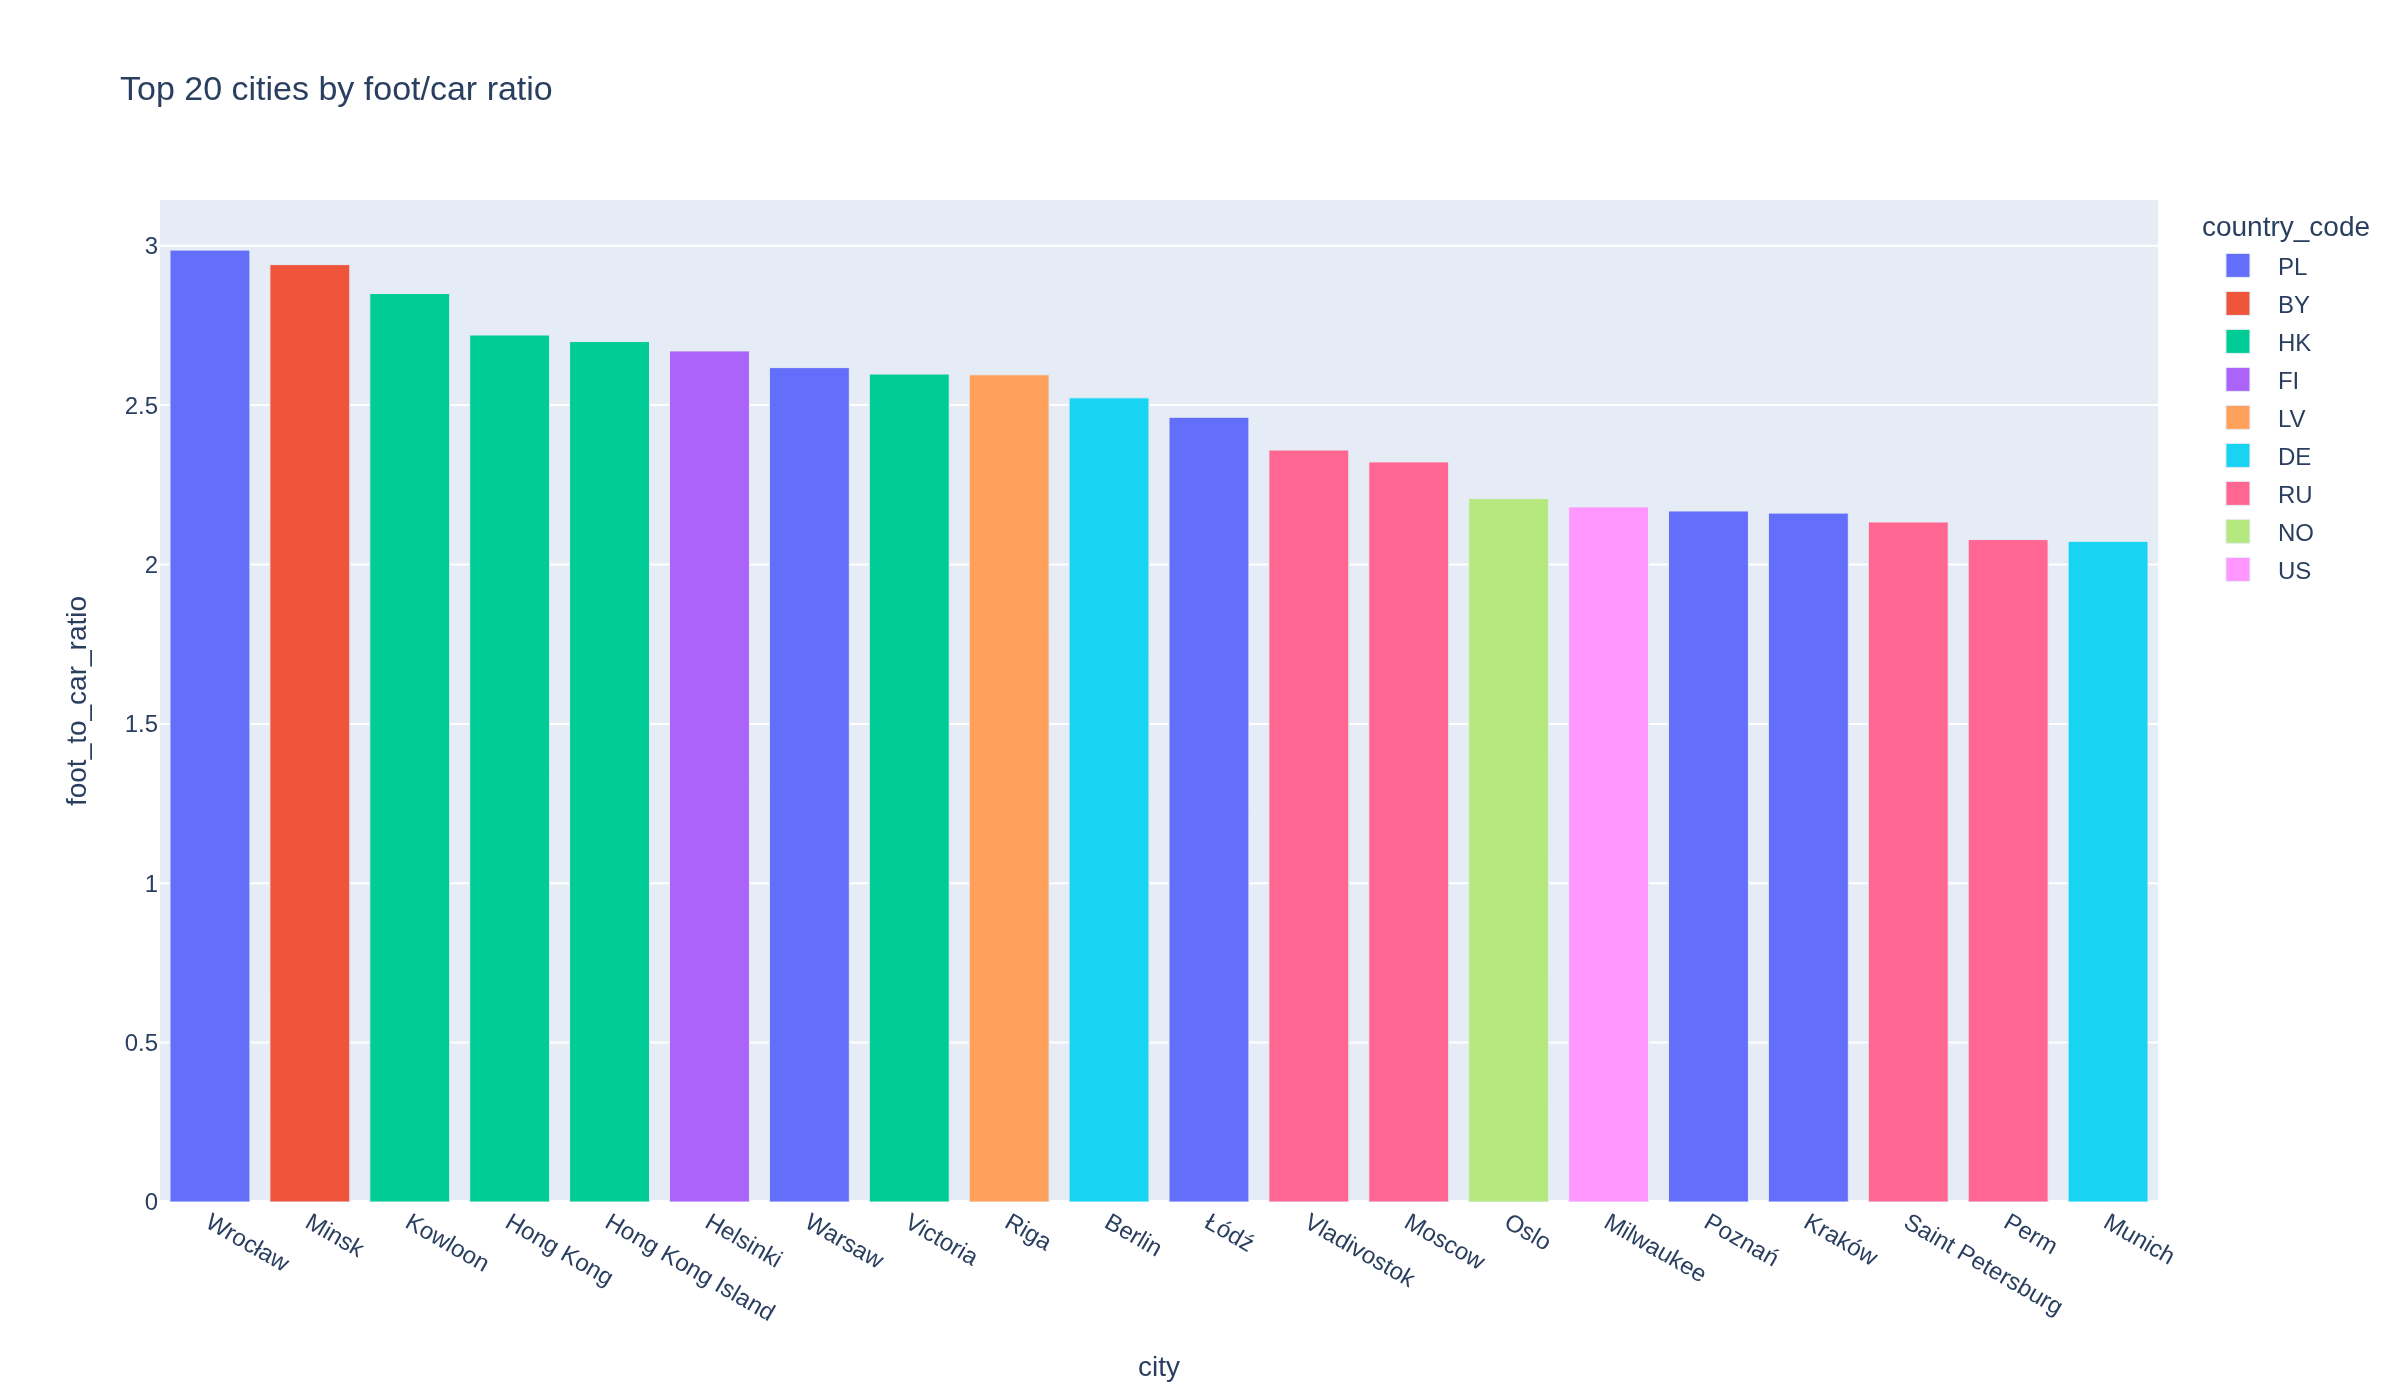 Top 20 cities by foot/car ratio
country_code
PL
BY
HK
FI
LV
DE
RU
NO
US
foot_to_car_ratio
3
2.5
2
1.5
1
0.5
0
Wrocław
Minsk
Kowloon
Hong Kong
Hong Kong Island
Helsinki
Warsaw
Victoria
Riga
Berlin
Łódź
Vladivostok
Moscow
Oslo
Milwaukee
Poznań
Kraków
Saint Petersburg
Perm
Munich
city